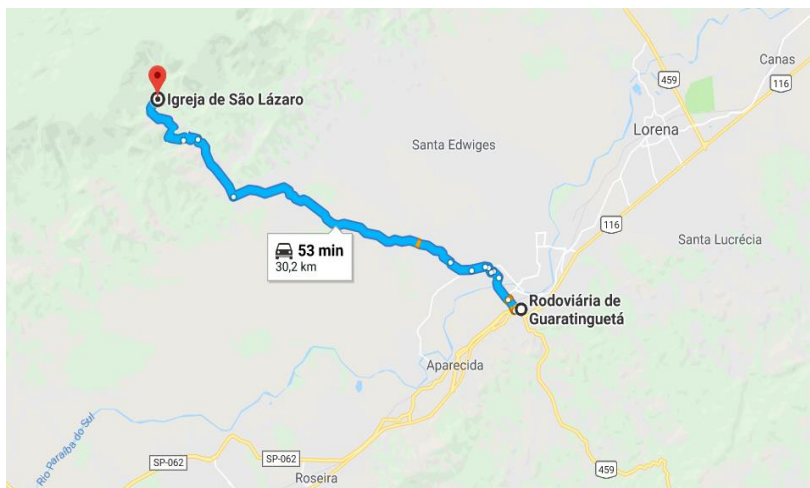 Canas
459
116
Igreja de São Lázaro
Lorena
Santa Edwiges
116
Santa Lucrécia
53 min
30,2 km
Rodoviária de
Guaratinguetá
Aparecida
Rio Paraíba do Sul
SP-062
SP-062
Roseira
459